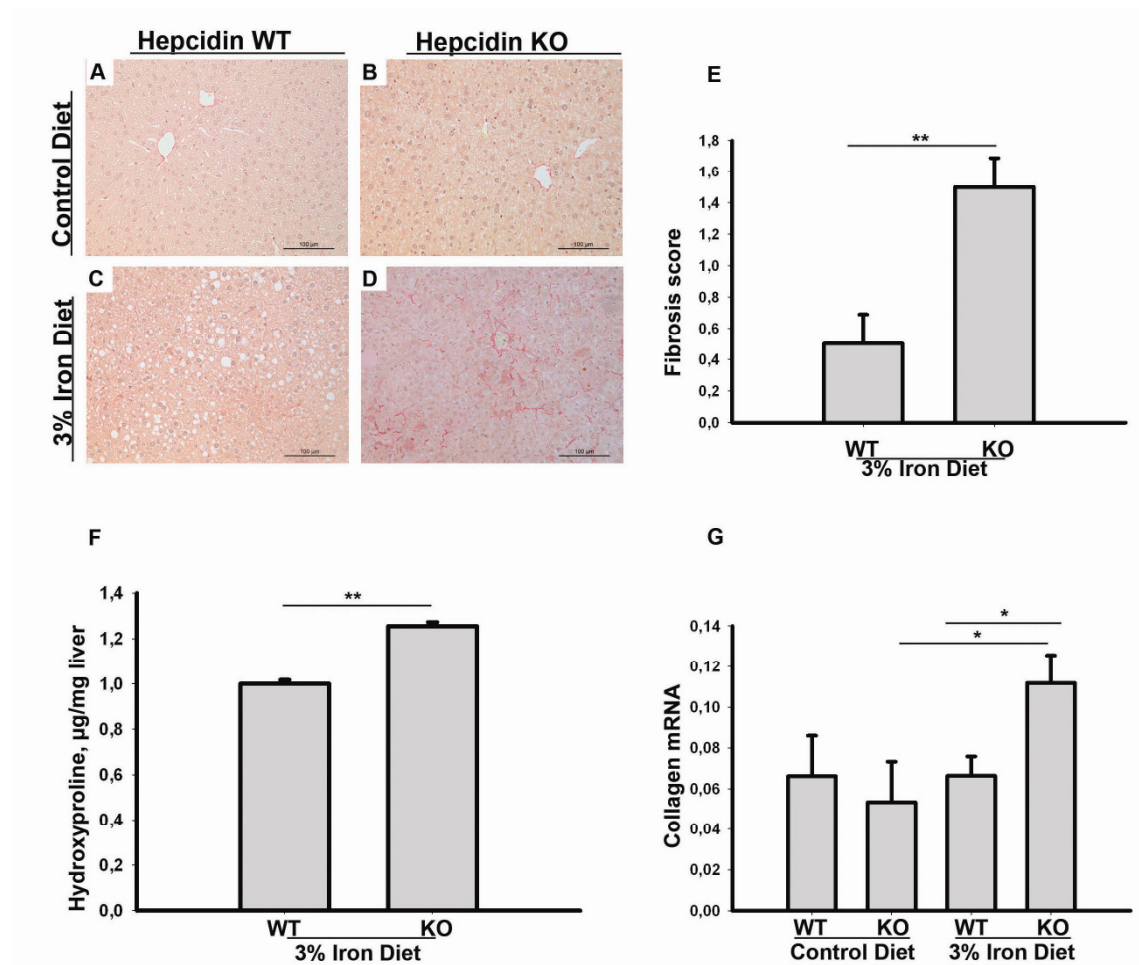 Hepcidin WT
Hepcidin KO
Control Diet
3% Iron Diet
A
100 µm
B
100 µm
C
100 µm
D
100 µm
E
Fibrosis score
1,8
1,6
1,4
1,2
1,0
0,8
0,6
0,4
0,2
0,0
**
WT KO
3% Iron Diet
F
Hydroxyproline, µg/mg liver
1,4
1,2
1,0
0,8
0,6
0,4
0,2
0,0
**
WT KO
3% Iron Diet
G
Collagen mRNA
0,14
0,12
0,10
0,08
0,06
0,04
0,02
0,00
*
*
WT KO WT KO
Control Diet 3% Iron Diet